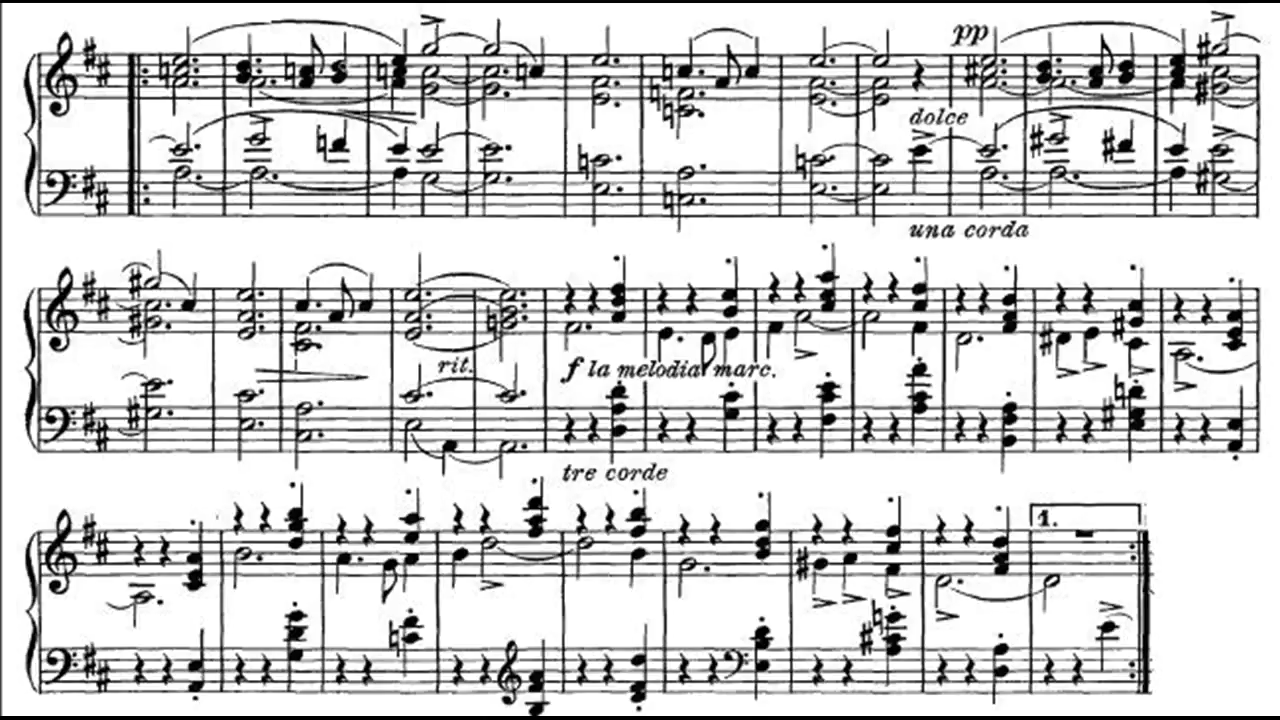 pp
dolce
una corda
rit.
f la melodia marc.
tre corde
1.